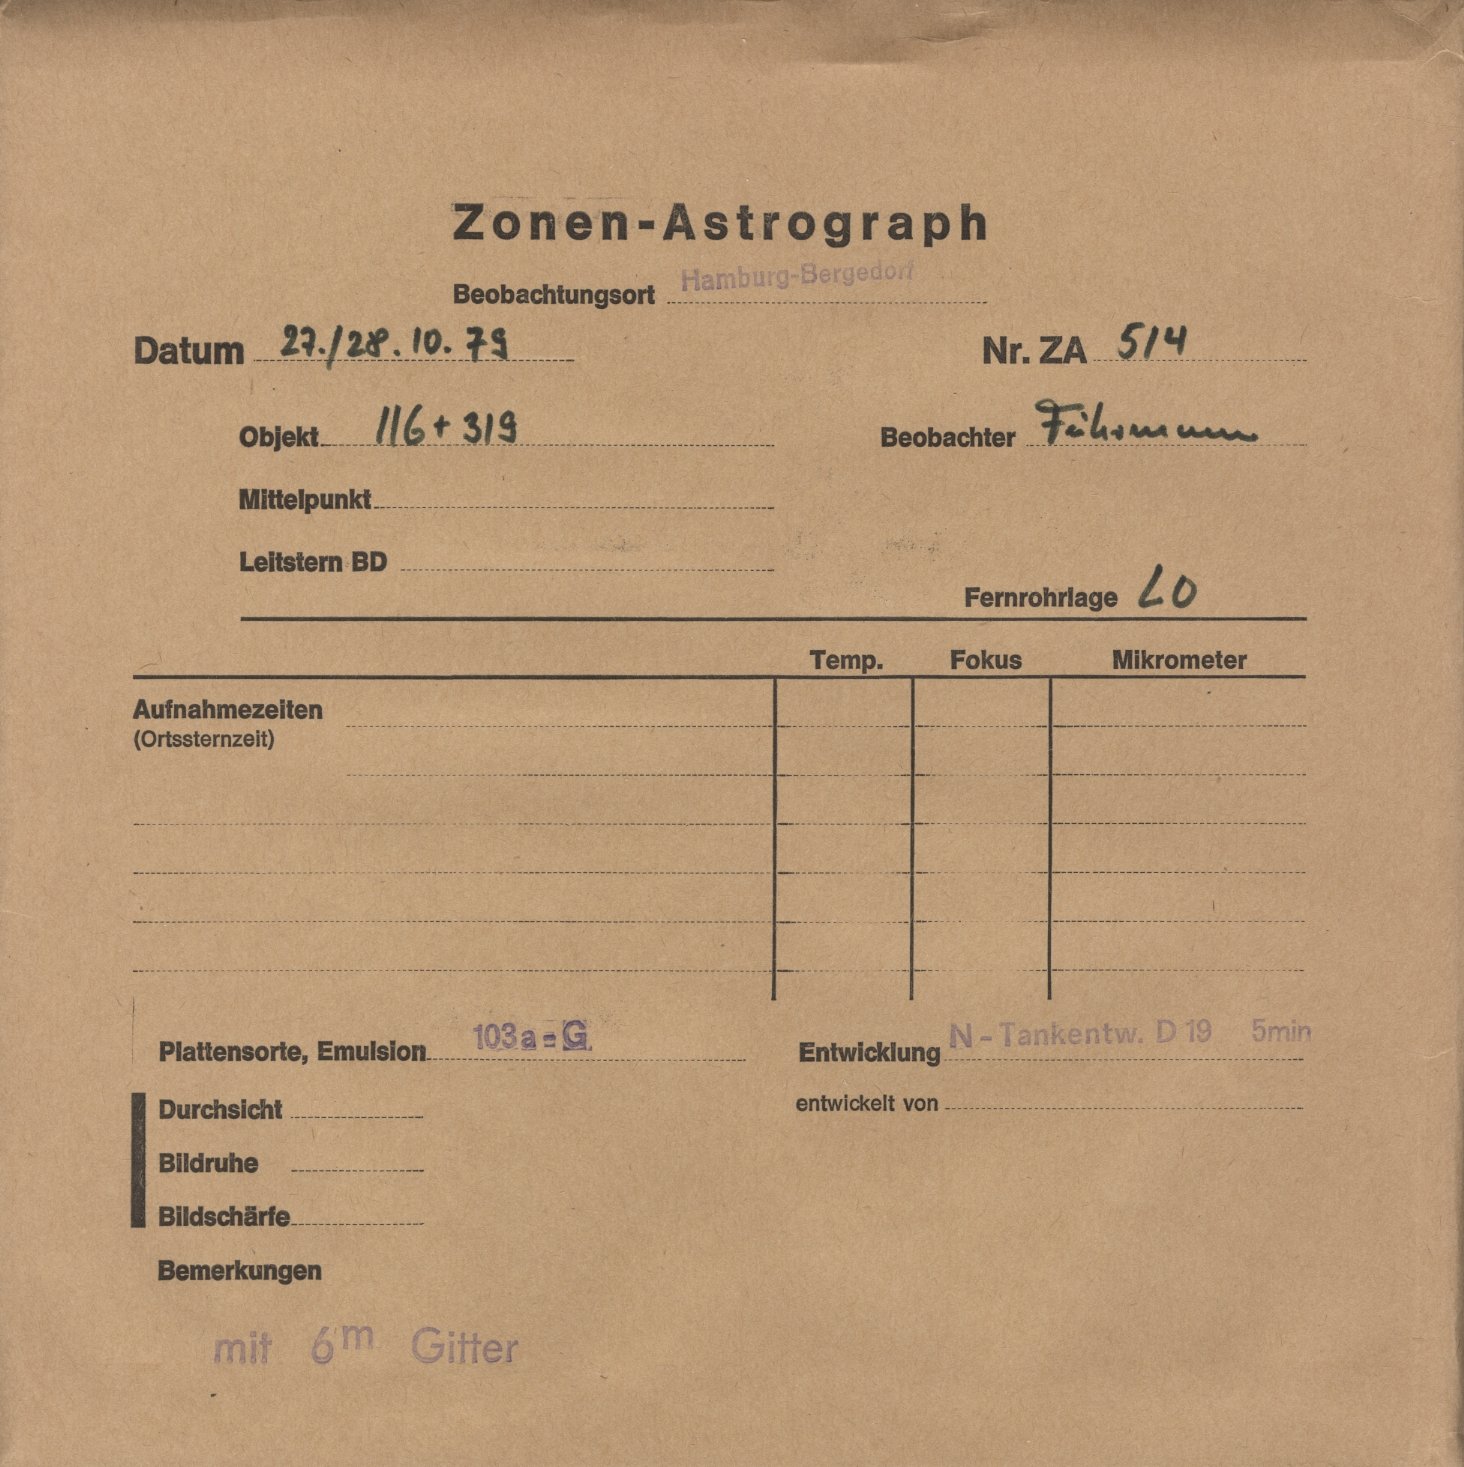 Zonen-Astrograph
Beobachtungsort Hamburg-Bergedorf
Datum 27./28.10.79 Nr. ZA 514
Objekt 116 + 319 Beobachter
Mittelpunkt
Leitstern BD
Fernrohrlage LO
Temp. Fokus Mikrometer
Aufnahmezeiten
(Ortssternzeit)
Plattensorte, Emulsion 103a-G Entwicklung N-Tankentw. D 19 5min
Durchsicht entwickelt von
Bildruhe
Bildschärfe
Bemerkungen
mit 6m Gitter